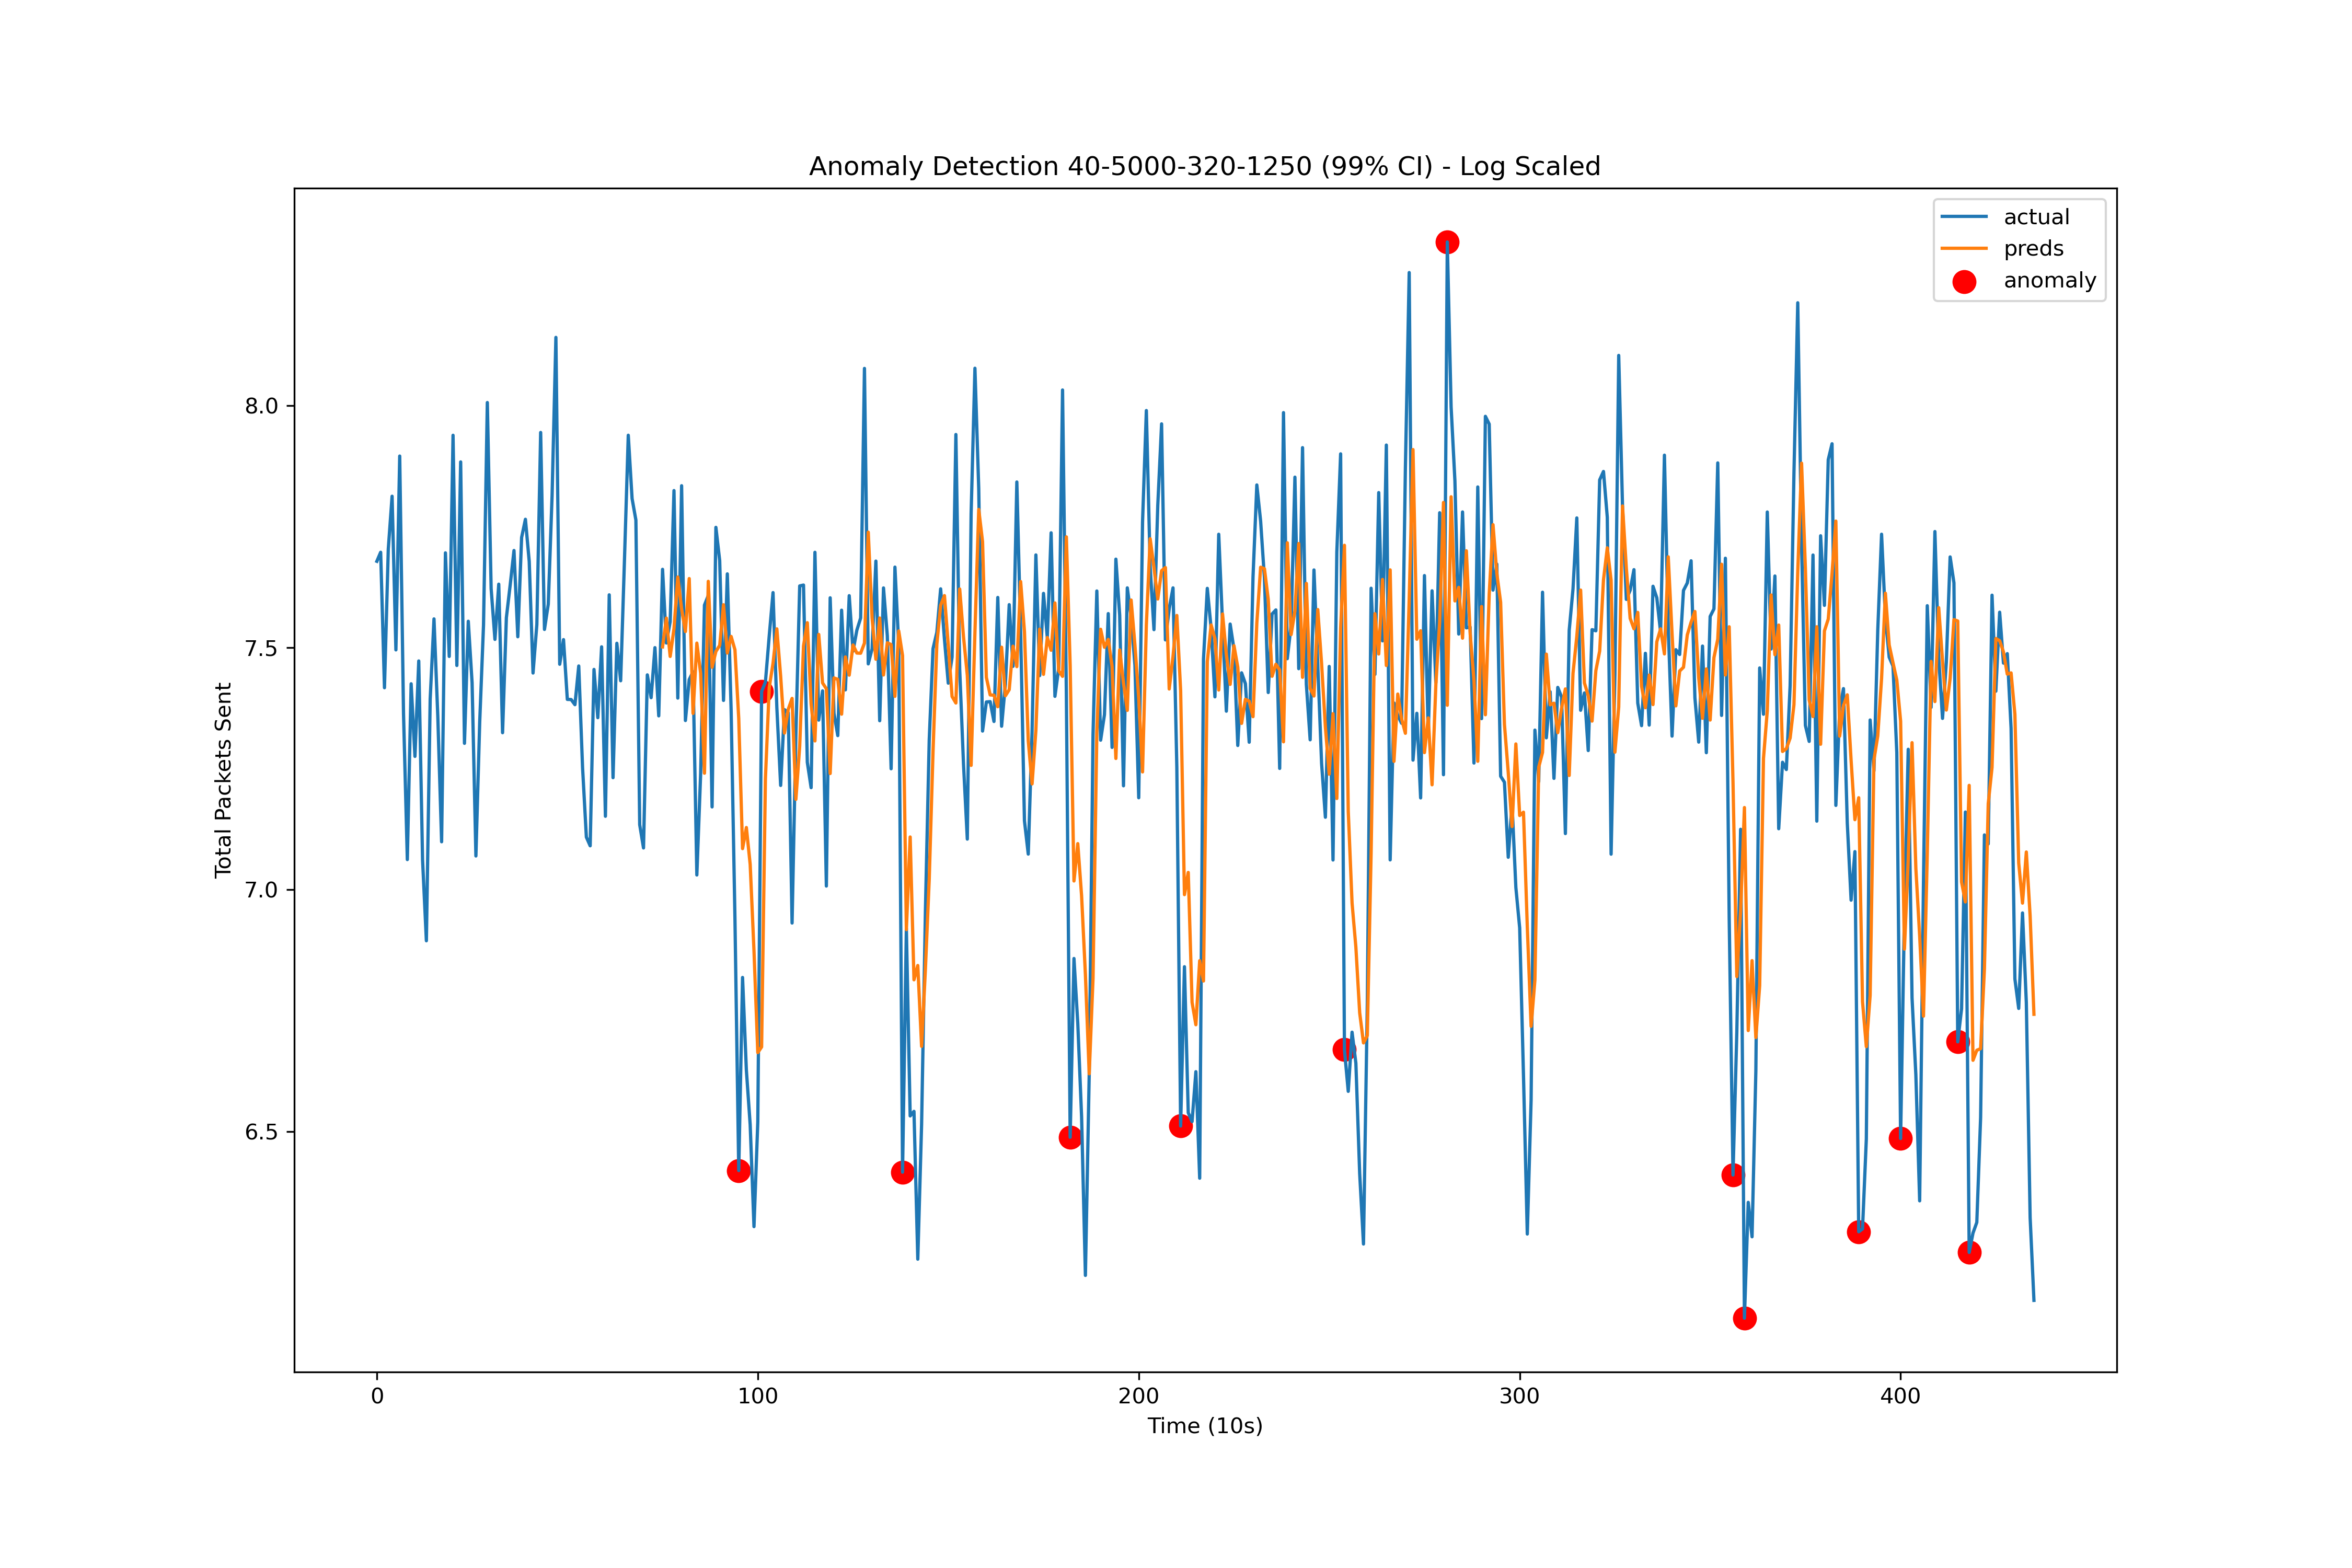 Anomaly Detection 40-5000-320-1250 (99% CI) - Log Scaled
actual
preds
anomaly
Total Packets Sent
8.0
7.5
7.0
6.5
0
100
200
300
400
Time (10s)